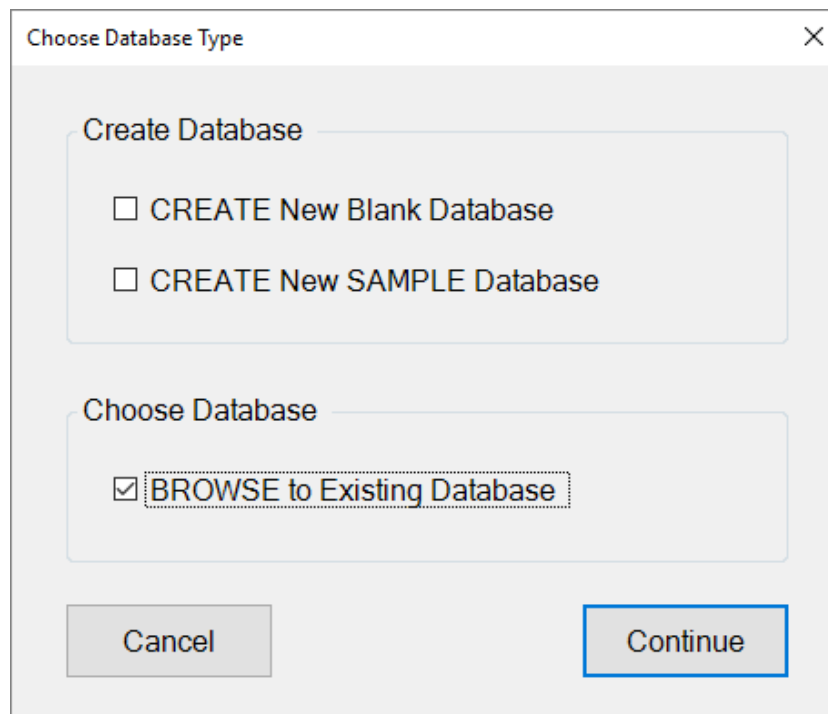 Choose Database Type
Create Database
CREATE New Blank Database
CREATE New SAMPLE Database
Choose Database
BROWSE to Existing Database
Cancel
Continue